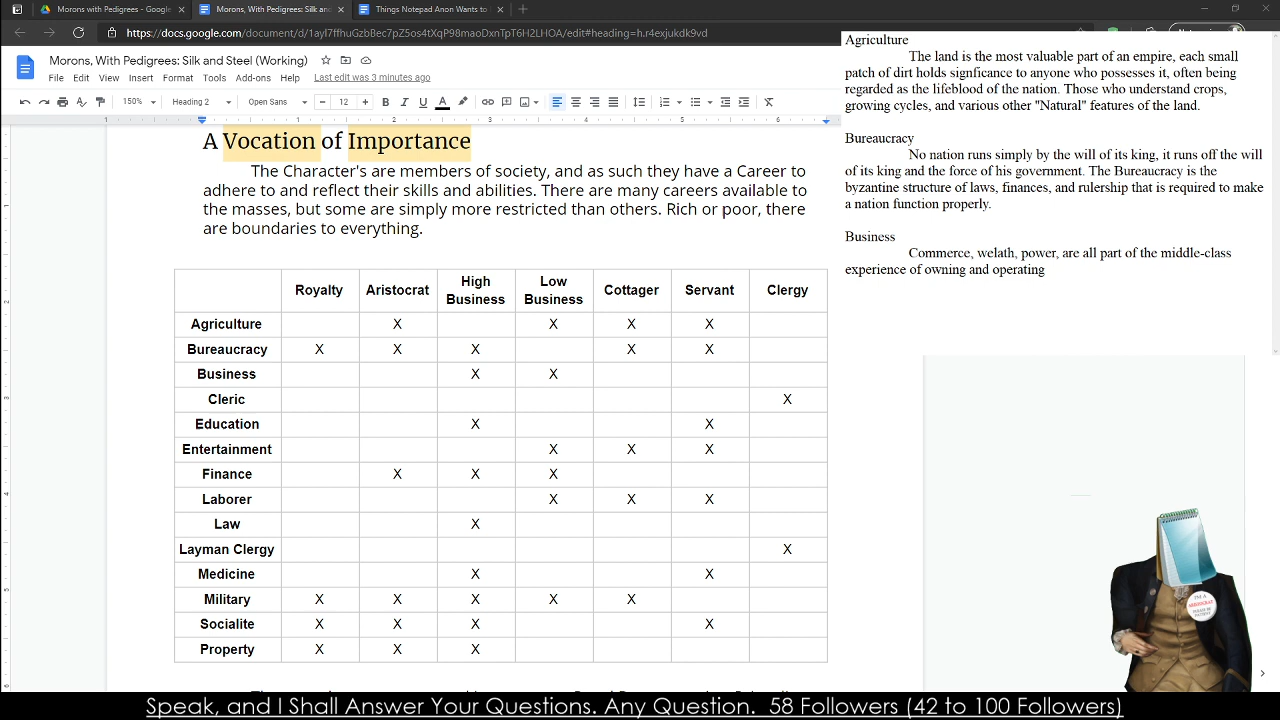 Morons with Pedigrees - Google
Morons, With Pedigrees: Silk and
Things Notepad Anon Wants to
https://docs.google.com/document/d/1ayI7ffhuGzbBec7pZ5os4tXqP98maoDxnTpT6H2LHOA/edit#heading=h.r4exjukdk9vd
Morons, With Pedigrees: Silk and Steel (Working)
File Edit View Insert Format Tools Add-ons Help Last edit was 3 minutes ago
150% Heading 2 Open Sans 12 B I U A
1 1 2 3 4 5 6
A Vocation of Importance
The Character's are members of society, and as such they have a Career to
adhere to and reflect their skills and abilities. There are many careers available to
the masses, but some are simply more restricted than others. Rich or poor, there
are boundaries to everything.
Royalty Aristocrat High Business Low Business Cottager Servant Clergy
Agriculture X X X X
Bureaucracy X X X X X
Business X X
Cleric X
Education X X
Entertainment X X X
Finance X X X
Laborer X X X
Law X
Layman Clergy X
Medicine X X
Military X X X X X
Socialite X X X X
Property X X X
Agriculture
The land is the most valuable part of an empire, each small
patch of dirt holds signficance to anyone who possesses it, often being
regarded as the lifeblood of the nation. Those who understand crops,
growing cycles, and various other "Natural" features of the land.
Bureaucracy
No nation runs simply by the will of its king, it runs off the will
of its king and the force of his government. The Bureaucracy is the
byzantine structure of laws, finances, and rulership that is required to make
a nation function properly.
Business
Commerce, welath, power, are all part of the middle-class
experience of owning and operating
I'M A
PLEASE BE
PATIENT
Speak, and I Shall Answer Your Questions. Any Question. 58 Followers (42 to 100 Followers)